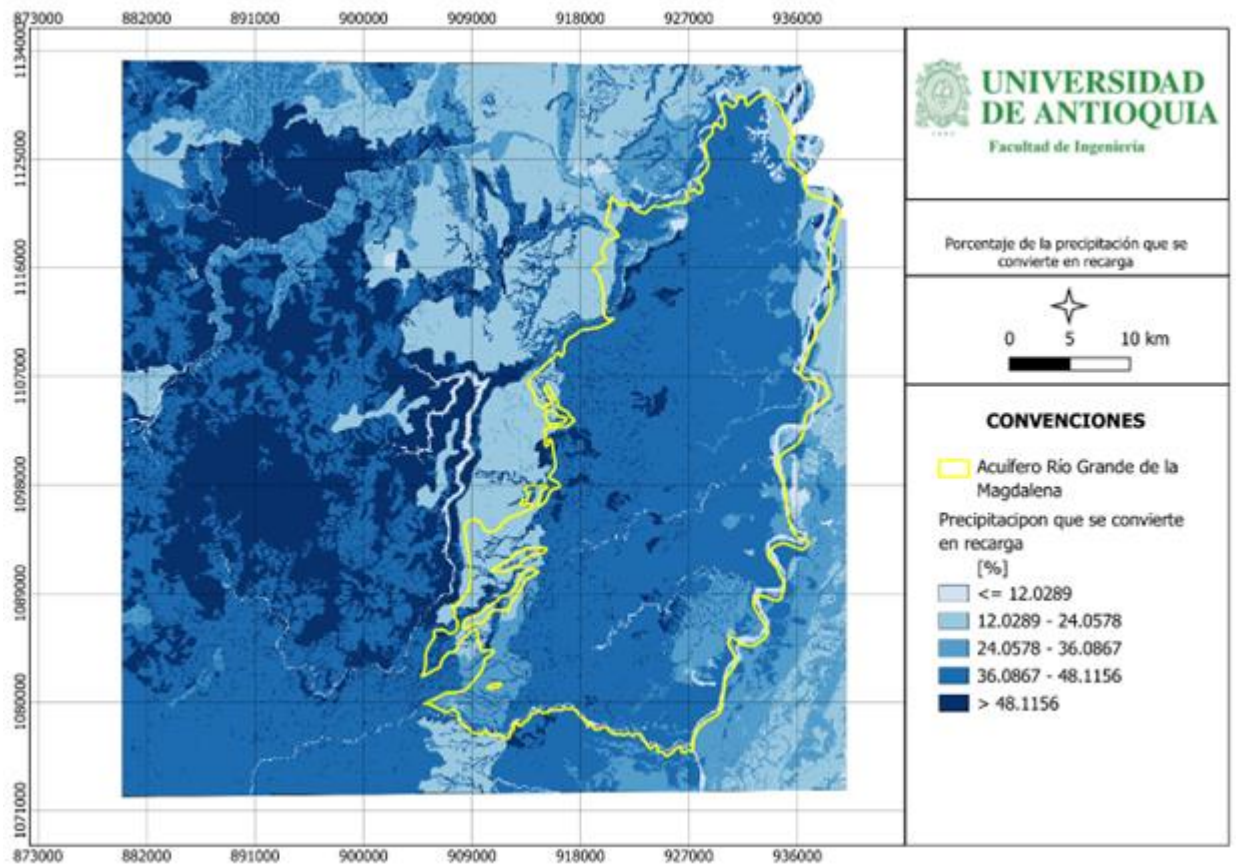 873000 882000 891000 900000 909000 918000 927000 936000
1134000
1125000
1116000
1107000
1098000
1089000
1080000
1071000
873000 882000 891000 900000 909000 918000 927000 936000
UNIVERSIDAD
DE ANTIOQUIA
Facultad de Ingeniería
Porcentaje de la precipitación que se
convierte en recarga
0 5 10 km
CONVENCIONES
Acuífero Río Grande de la
Magdalena
Precipitacipon que se convierte
en recarga
[%]
<= 12.0289
12.0289 - 24.0578
24.0578 - 36.0867
36.0867 - 48.1156
> 48.1156